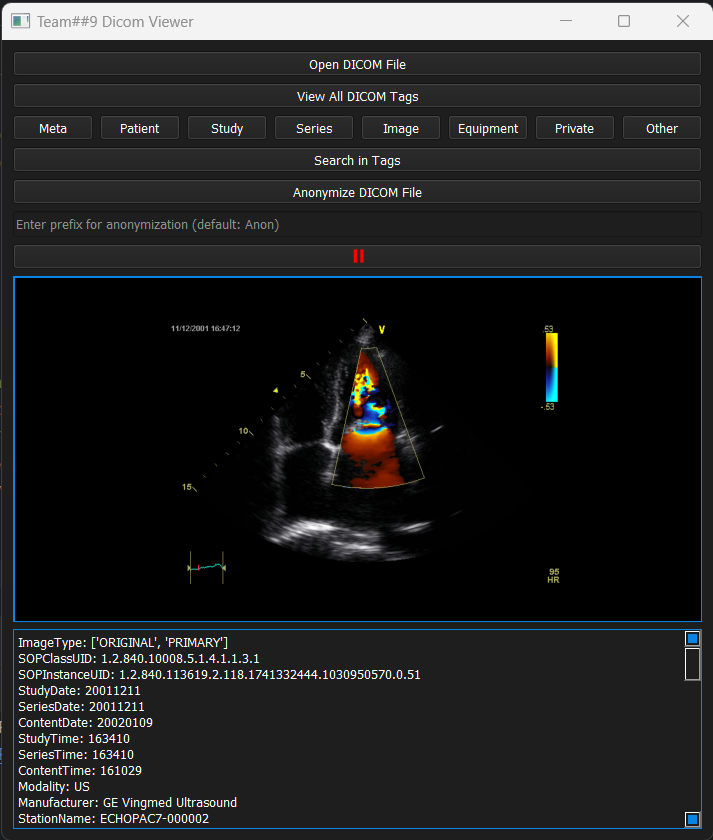 Team##9 Dicom Viewer
Open DICOM File
View All DICOM Tags
Meta Patient Study Series Image Equipment Private Other
Search in Tags
Anonymize DICOM File
Enter prefix for anonymization (default: Anon)
11/12/2001 16:47:12
V
.53
5
-.53
10
15
95
HR
ImageType: ['ORIGINAL', 'PRIMARY']
SOPClassUID: 1.2.840.10008.5.1.4.1.1.3.1
SOPInstanceUID: 1.2.840.113619.2.118.1741332444.1030950570.0.51
StudyDate: 20011211
SeriesDate: 20011211
ContentDate: 20020109
StudyTime: 163410
SeriesTime: 163410
ContentTime: 161029
Modality: US
Manufacturer: GE Vingmed Ultrasound
StationName: ECHOPAC7-000002